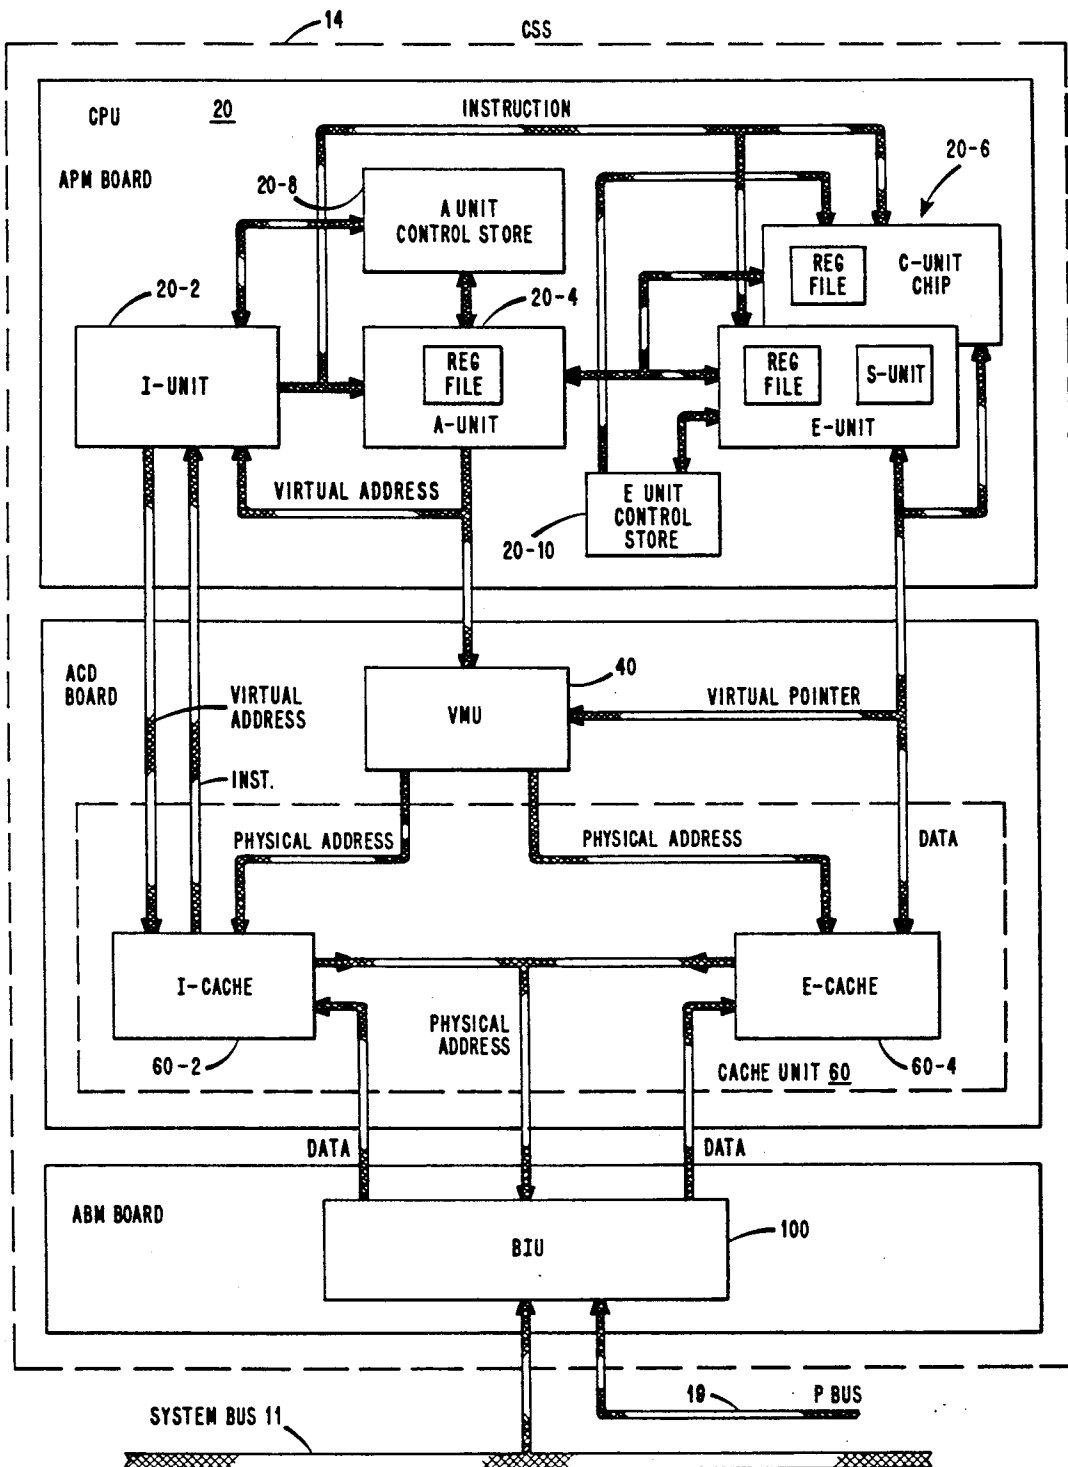 14
CSS
CPU 20
APM BOARD
INSTRUCTION
20-8
A UNIT
CONTROL STORE
20-6
REG
FILE
C-UNIT
CHIP
20-2
20-4
I-UNIT
REG
FILE
A-UNIT
REG
FILE
S-UNIT
E-UNIT
VIRTUAL ADDRESS
E UNIT
CONTROL
STORE
20-10
ACD
BOARD
VIRTUAL
ADDRESS
INST.
40
VMU
VIRTUAL POINTER
PHYSICAL ADDRESS
PHYSICAL ADDRESS
DATA
I-CACHE
E-CACHE
PHYSICAL
ADDRESS
60-2
60-4
CACHE UNIT 60
DATA
DATA
ABM BOARD
BIU
100
19
P BUS
SYSTEM BUS 11